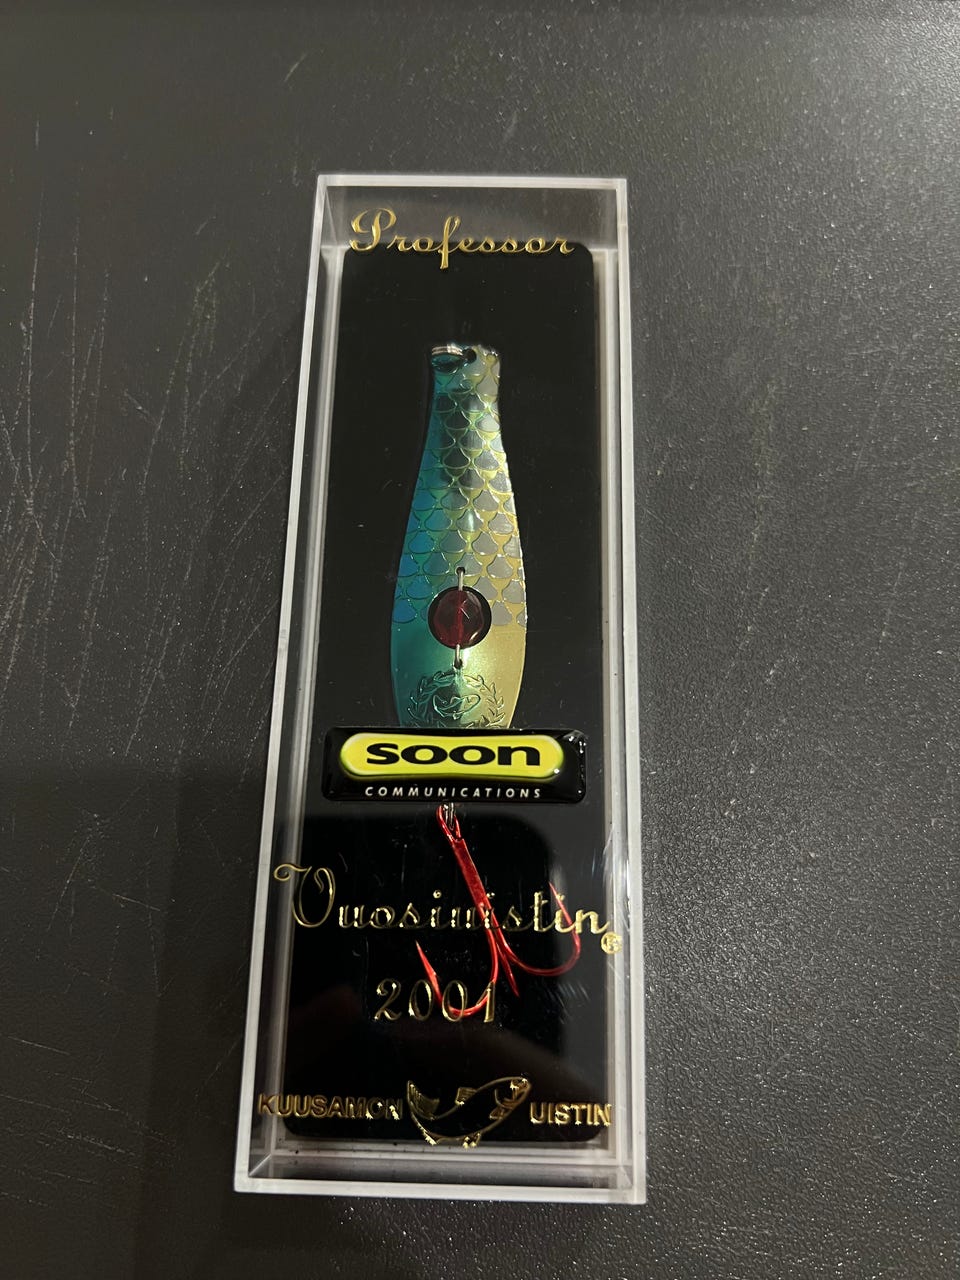 Professor
soon
COMMUNICATIONS
Vuosiuistin®
2001
KUUSAMON UISTIN